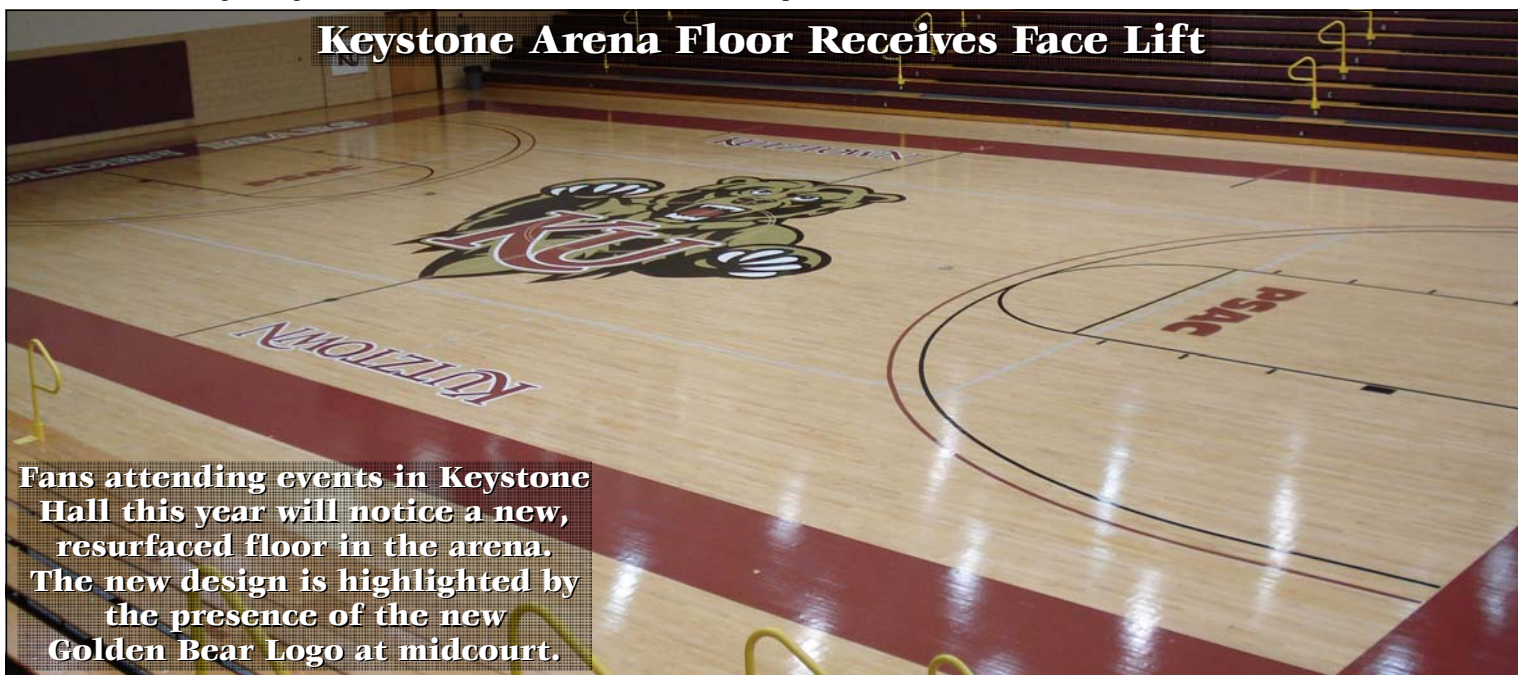 Keystone Arena Floor Receives Face Lift
KUTZTOWN
PSAC
KU
PSAC
KUTZTOWN
Fans attending events in Keystone
Hall this year will notice a new,
resurfaced floor in the arena.
The new design is highlighted by
the presence of the new
Golden Bear Logo at midcourt.